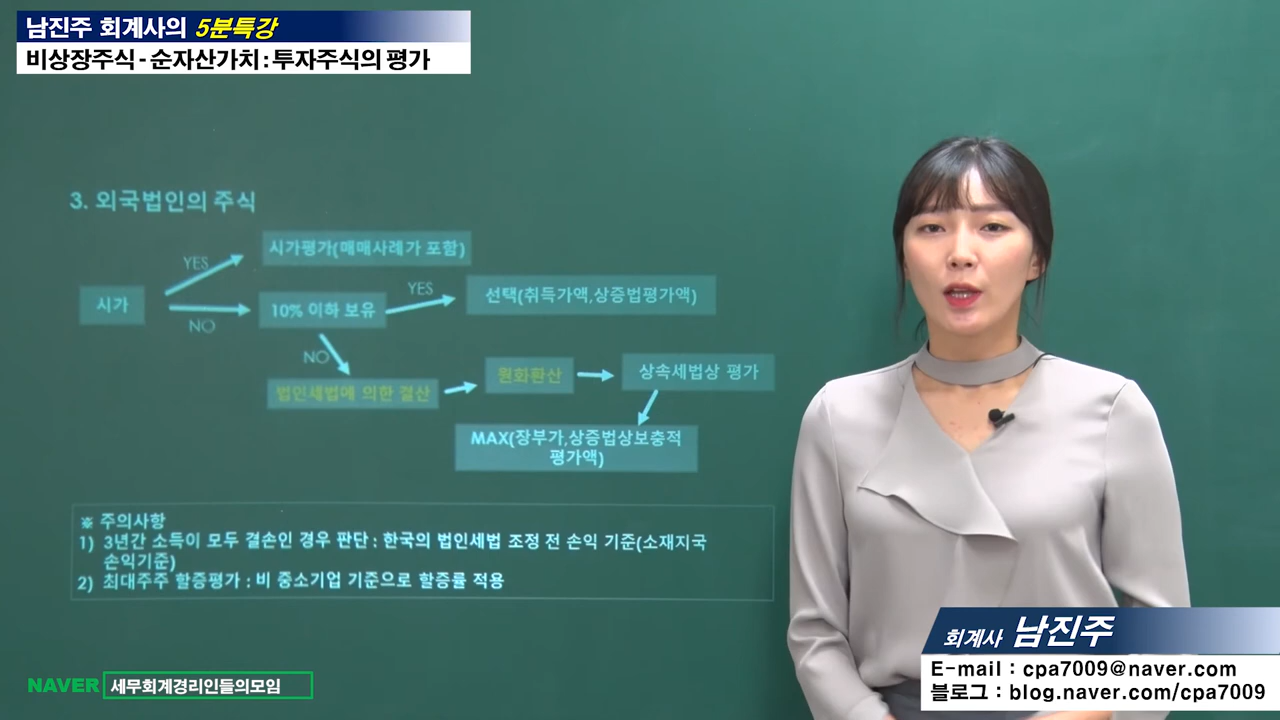 남진주 회계사의 5분특강
비상장주식 - 순자산가치 : 투자주식의 평가
3. 외국법인의 주식
시가
YES
시가평가(매매사례가 포함)
NO
10% 이하 보유
YES
선택(취득가액,상증법평가액)
NO
법인세법에 의한 결산
원화환산
상속세법상 평가
MAX(장부가,상증법상보충적
평가액)
※ 주의사항
1) 3년간 소득이 모두 결손인 경우 판단 : 한국의 법인세법 조정 전 손익 기준(소재지국
손익기준)
2) 최대주주 할증평가 : 비 중소기업 기준으로 할증률 적용
NAVER 세무회계경리인들의모임
회계사 남진주
E-mail : cpa7009@naver.com
블로그 : blog.naver.com/cpa7009